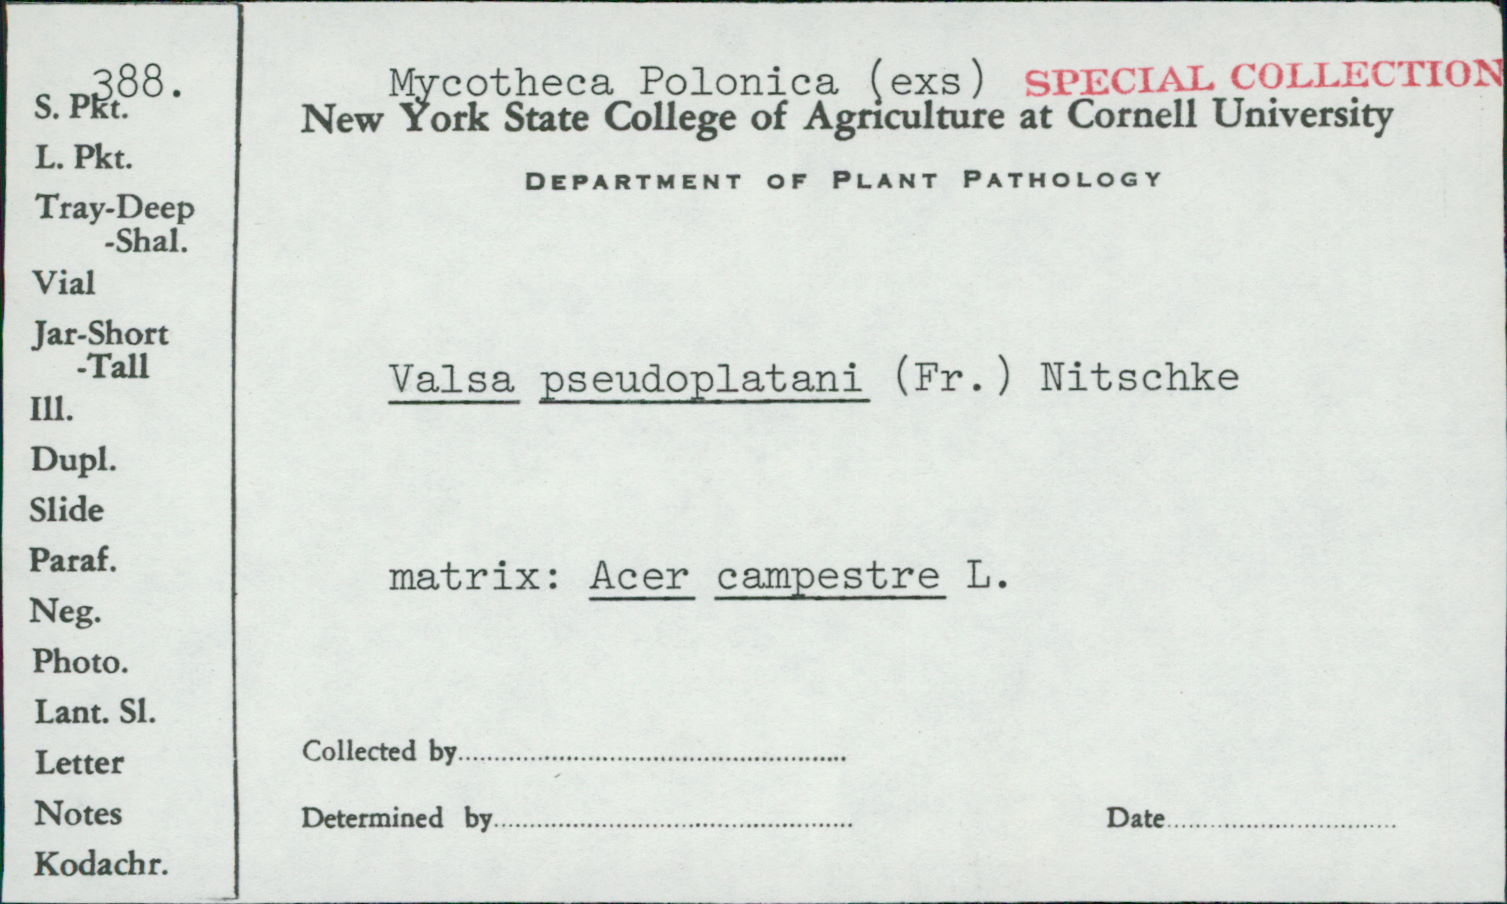 388.
S. Pkt.
L. Pkt.
Tray-Deep
-Shal.
Vial
Jar-Short
-Tall
Ill.
Dupl.
Slide
Paraf.
Neg.
Photo.
Lant. Sl.
Letter
Notes
Kodachr.
Mycotheca Polonica (exs) SPECIAL COLLECTION
New York State College of Agriculture at Cornell University
DEPARTMENT OF PLANT PATHOLOGY
Valsa pseudoplatani (Fr.) Nitschke
matrix: Acer campestre L.
Collected by
Determined by Date